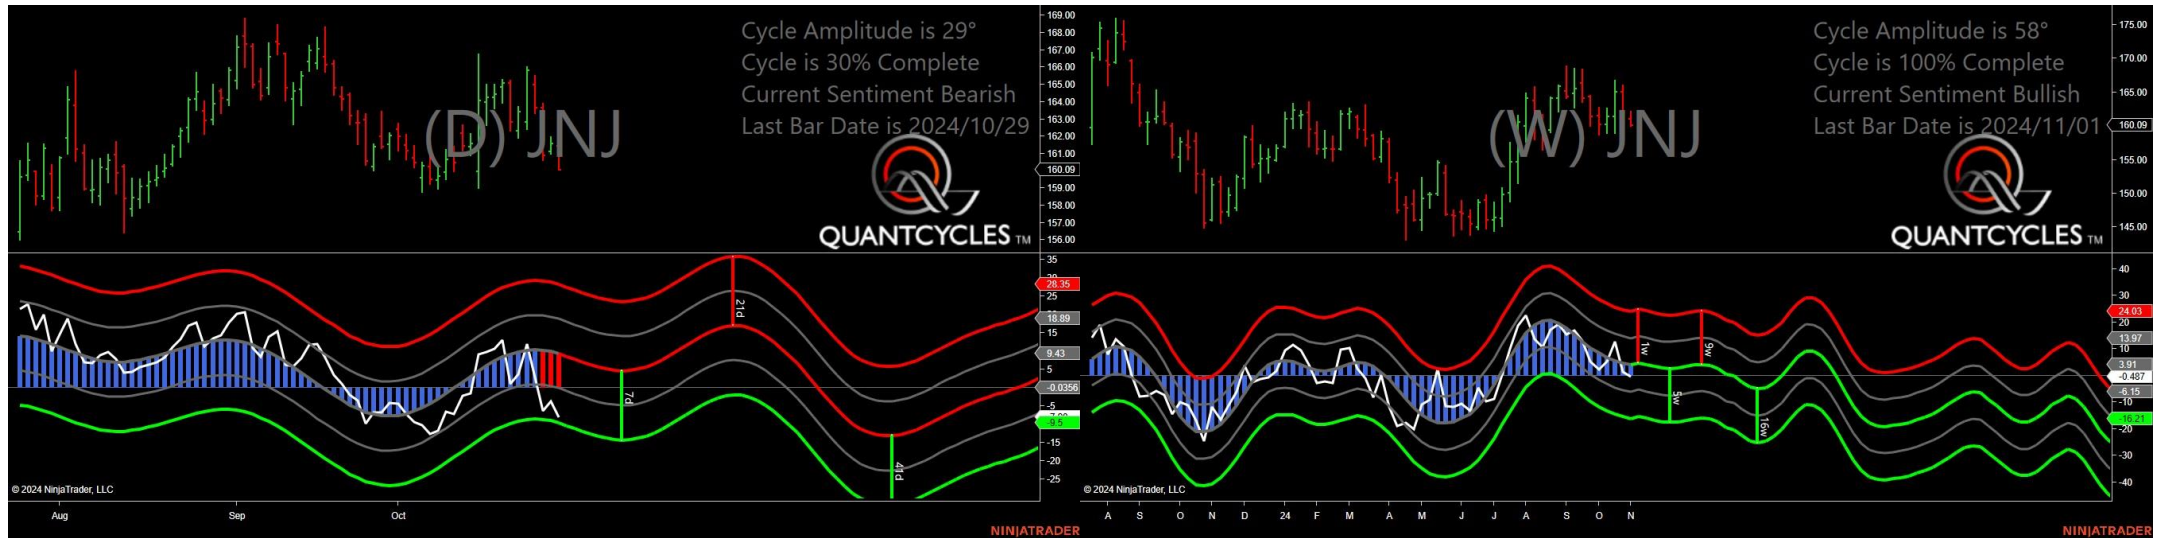 Cycle Amplitude is 29°
Cycle is 30% Complete
Current Sentiment Bearish
Last Bar Date is 2024/10/29
(D) JNJ
QUANTCYCLES TM
169.00
168.00
167.00
166.00
164.00
163.00
162.00
161.00
160.09
159.00
158.00
157.00
156.00
35
28.35
25
18.89
15
9.43
5
-0.0356
-5
-9.5
-15
-20
-25
21d
7d
41d
© 2024 NinjaTrader, LLC
Aug Sep Oct
NINJATRADER
Cycle Amplitude is 58°
Cycle is 100% Complete
Current Sentiment Bullish
Last Bar Date is 2024/11/01
(W) JNJ
QUANTCYCLES TM
175.00
170.00
165.00
160.09
155.00
150.00
145.00
40
30
24.03
20
13.97
10
3.91
-0.487
-6.15
-10
-16.21
-20
-30
-40
1w
9w
5w
16w
© 2024 NinjaTrader, LLC
A S O N D 24 F M A M J J A S O N
NINJATRADER